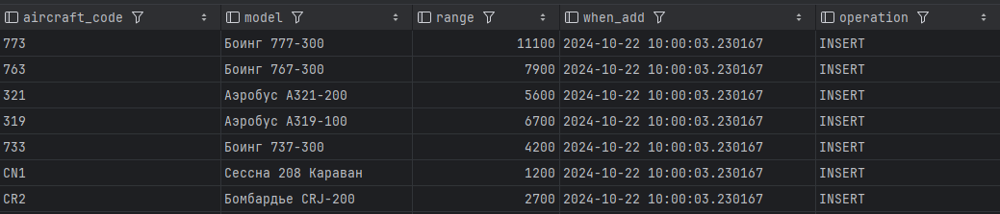 aircraft_code model range when_add operation
773 Боинг 777-300 11100 2024-10-22 10:00:03.230167 INSERT
763 Боинг 767-300 7900 2024-10-22 10:00:03.230167 INSERT
321 Аэробус A321-200 5600 2024-10-22 10:00:03.230167 INSERT
319 Аэробус A319-100 6700 2024-10-22 10:00:03.230167 INSERT
733 Боинг 737-300 4200 2024-10-22 10:00:03.230167 INSERT
CN1 Сессна 208 Караван 1200 2024-10-22 10:00:03.230167 INSERT
CR2 Бомбардье CRJ-200 2700 2024-10-22 10:00:03.230167 INSERT